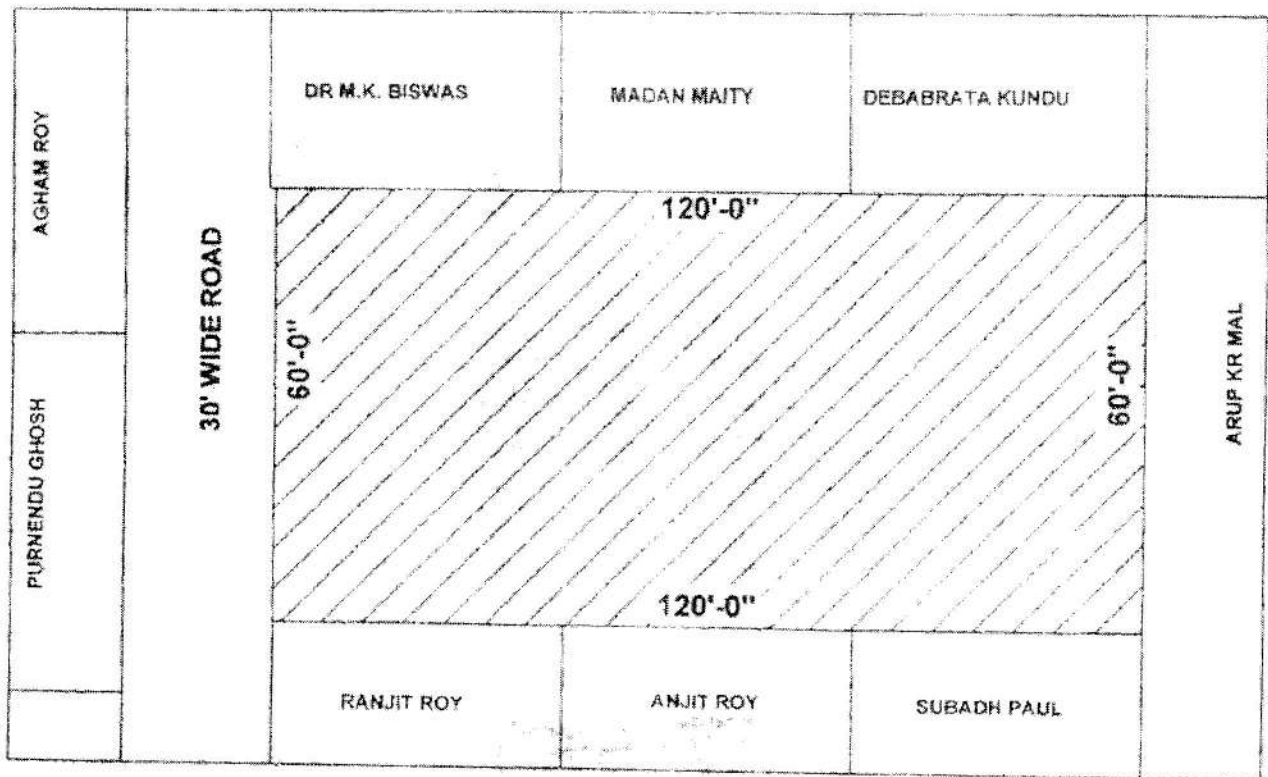 DR M.K. BISWAS
MADAN MAITY
DEBABRATA KUNDU
AGHAM ROY
120'-0"
30' WIDE ROAD
60'-0"
60'-0"
ARUP KR MAL
PURNENDU GHOSH
120'-0"
RANJIT ROY
ANJIT ROY
SUBADH PAUL